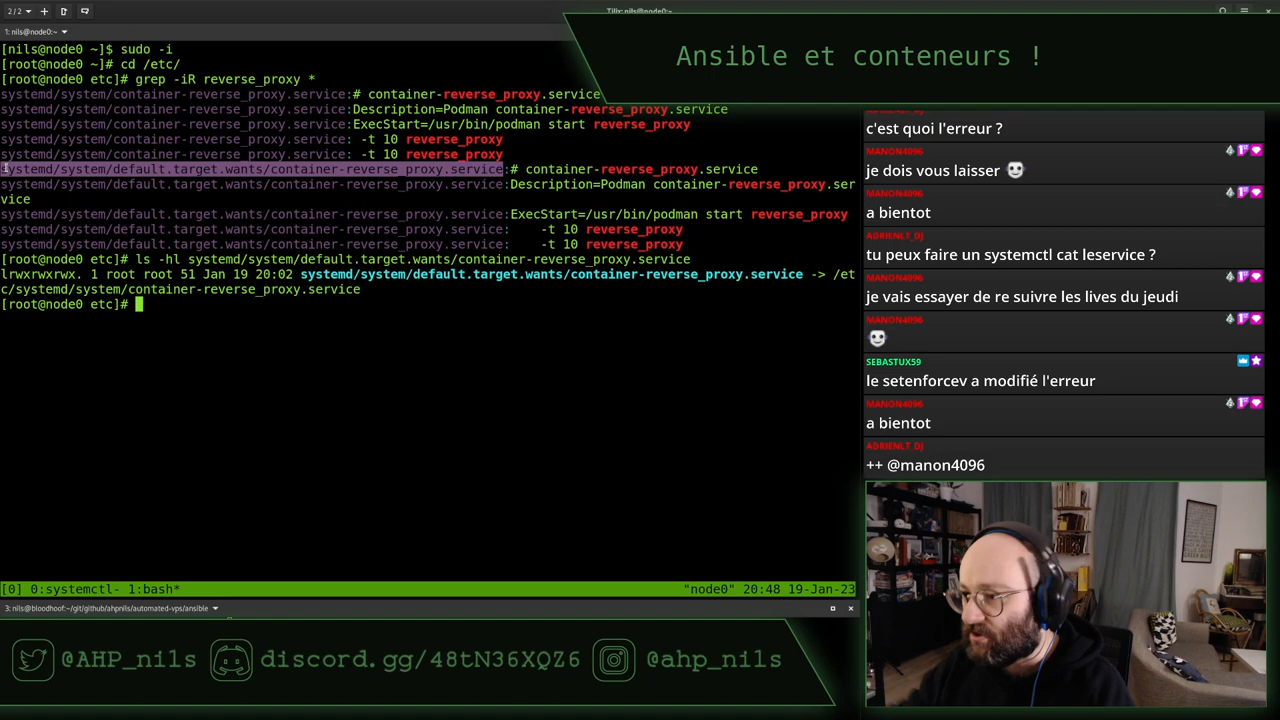 2/2
Tilix: nils@node0:~
1: nils@node0:~
Ansible et conteneurs !
[nils@node0 ~]$ sudo -i
[root@node0 ~]# cd /etc/
[root@node0 etc]# grep -iR reverse_proxy *
systemd/system/container-reverse_proxy.service:# container-reverse_proxy.service
systemd/system/container-reverse_proxy.service:Description=Podman container-reverse_proxy.service
systemd/system/container-reverse_proxy.service:ExecStart=/usr/bin/podman start reverse_proxy
systemd/system/container-reverse_proxy.service: -t 10 reverse_proxy
systemd/system/container-reverse_proxy.service: -t 10 reverse_proxy
systemd/system/default.target.wants/container-reverse_proxy.service:# container-reverse_proxy.service
systemd/system/default.target.wants/container-reverse_proxy.service:Description=Podman container-reverse_proxy.ser
vice
systemd/system/default.target.wants/container-reverse_proxy.service:ExecStart=/usr/bin/podman start reverse_proxy
systemd/system/default.target.wants/container-reverse_proxy.service:    -t 10 reverse_proxy
systemd/system/default.target.wants/container-reverse_proxy.service:    -t 10 reverse_proxy
[root@node0 etc]# ls -hl systemd/system/default.target.wants/container-reverse_proxy.service
lrwxrwxrwx. 1 root root 51 Jan 19 20:02 systemd/system/default.target.wants/container-reverse_proxy.service -> /et
c/systemd/system/container-reverse_proxy.service
[root@node0 etc]#
[0] 0:systemctl- 1:bash* "node0" 20:48 19-Jan-23
3: nils@bloodhoof:~/git/github/ahpnils/automated-vps/ansible
c'est quoi l'erreur ?
MANON4096
je dois vous laisser
MANON4096
a bientot
ADRIENLT_DJ
tu peux faire un systemctl cat leservice ?
MANON4096
je vais essayer de re suivre les lives du jeudi
MANON4096
SEBASTUX59
le setenforcev a modifié l'erreur
MANON4096
a bientot
ADRIENLT_DJ
++ @manon4096
@AHP_nils
discord.gg/48tN36XQZ6
@ahp_nils